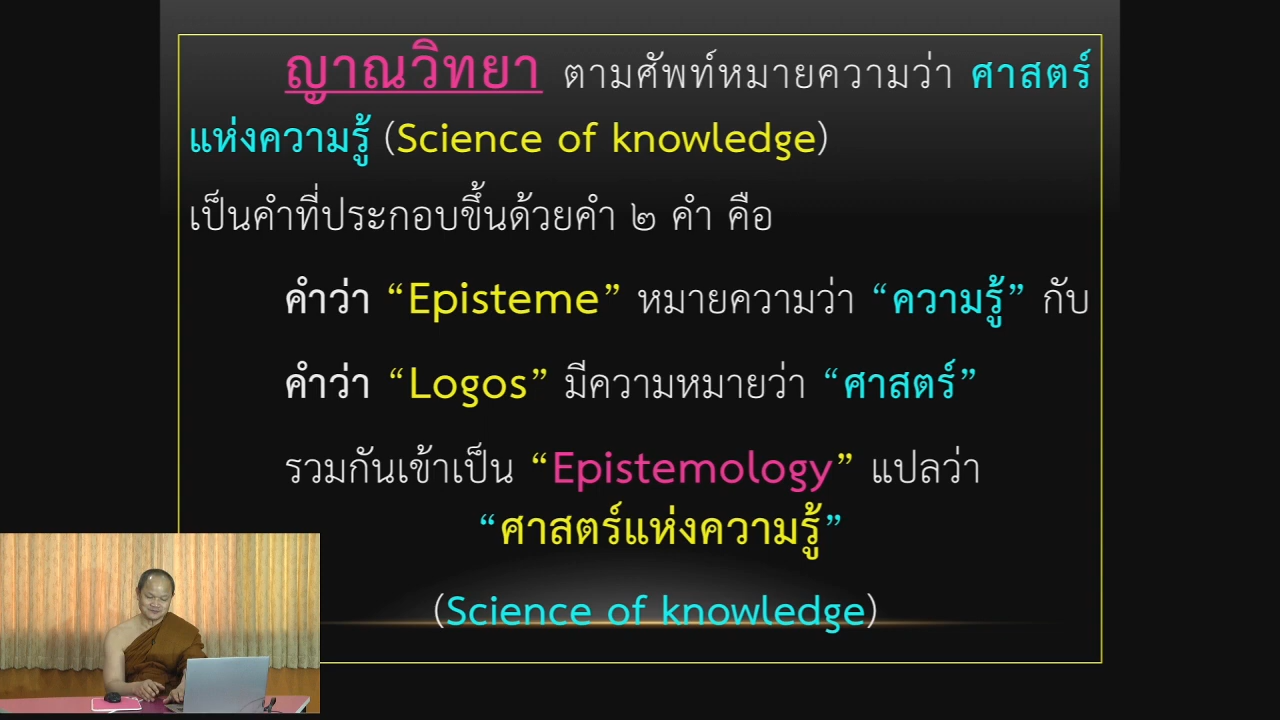 ญาณวิทยา ตามศัพท์หมายความว่า ศาสตร์
แห่งความรู้ (Science of knowledge)
เป็นคำที่ประกอบขึ้นด้วยคำ ๒ คำ คือ
คำว่า “Episteme” หมายความว่า “ความรู้” กับ
คำว่า “Logos” มีความหมายว่า “ศาสตร์”
รวมกันเข้าเป็น “Epistemology” แปลว่า
“ศาสตร์แห่งความรู้”
(Science of knowledge)